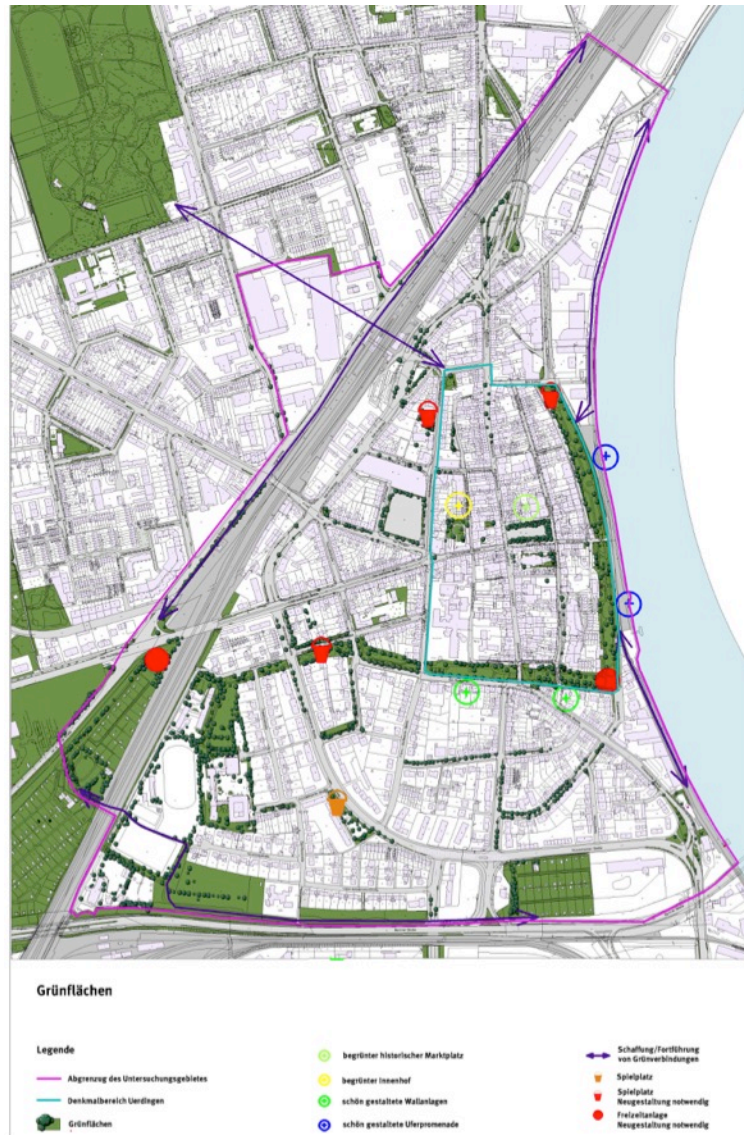 Grünflächen
Legende
Abgrenzug des Untersuchungsgebietes
Denkmalbereich Uerdingen
Grünflächen
begrünter historischer Marktplatz
begrünter Innenhof
schön gestaltete Wallanlagen
schön gestaltete Uferpromenade
Schaffung/Fortführung
von Grünverbindungen
Spielplatz
Spielplatz
Neugestaltung notwendig
Freizeitanlage
Neugestaltung notwendig